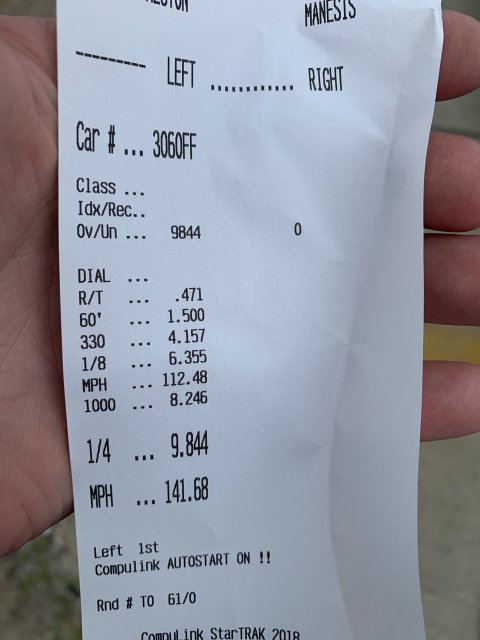 MANESIS
--------- LEFT ............ RIGHT
Car # ... 3060FF
Class ...
Idx/Rec..
Ov/Un ... 9844 0
DIAL ...
R/T ... .471
60' ... 1.500
330 ... 4.157
1/8 ... 6.355
MPH ... 112.48
1000 ... 8.246
1/4 ... 9.844
MPH ... 141.68
Left 1st
Compulink AUTOSTART ON !!
Rnd # TO 61/0
CompuLink StarTRAK 2018